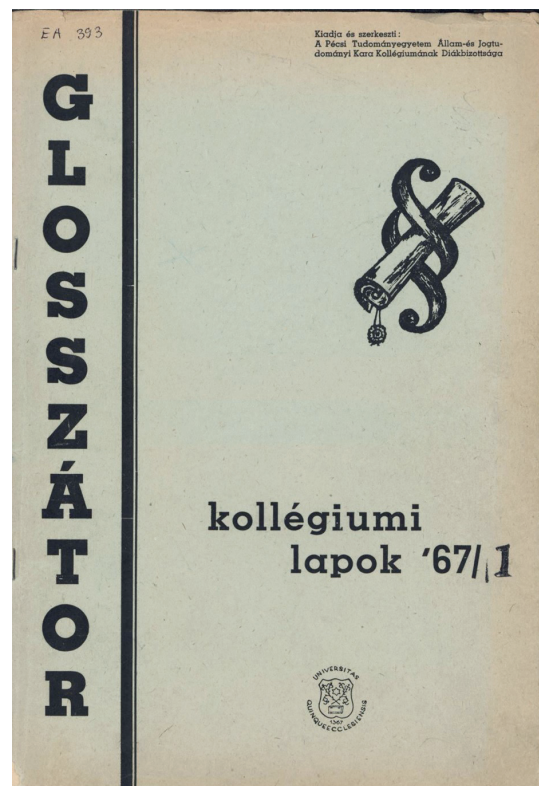 EA 393
Kiadja és szerkeszti:
A Pécsi Tudományegyetem Állam-és Jogtu-
dományi Kara Kollégiumának Diákbizottsága
GLOSSZÁTOR
kollégiumi
lapok '67/1
UNIVERSITAS
QUINQUEECCLESIENSIS
1367